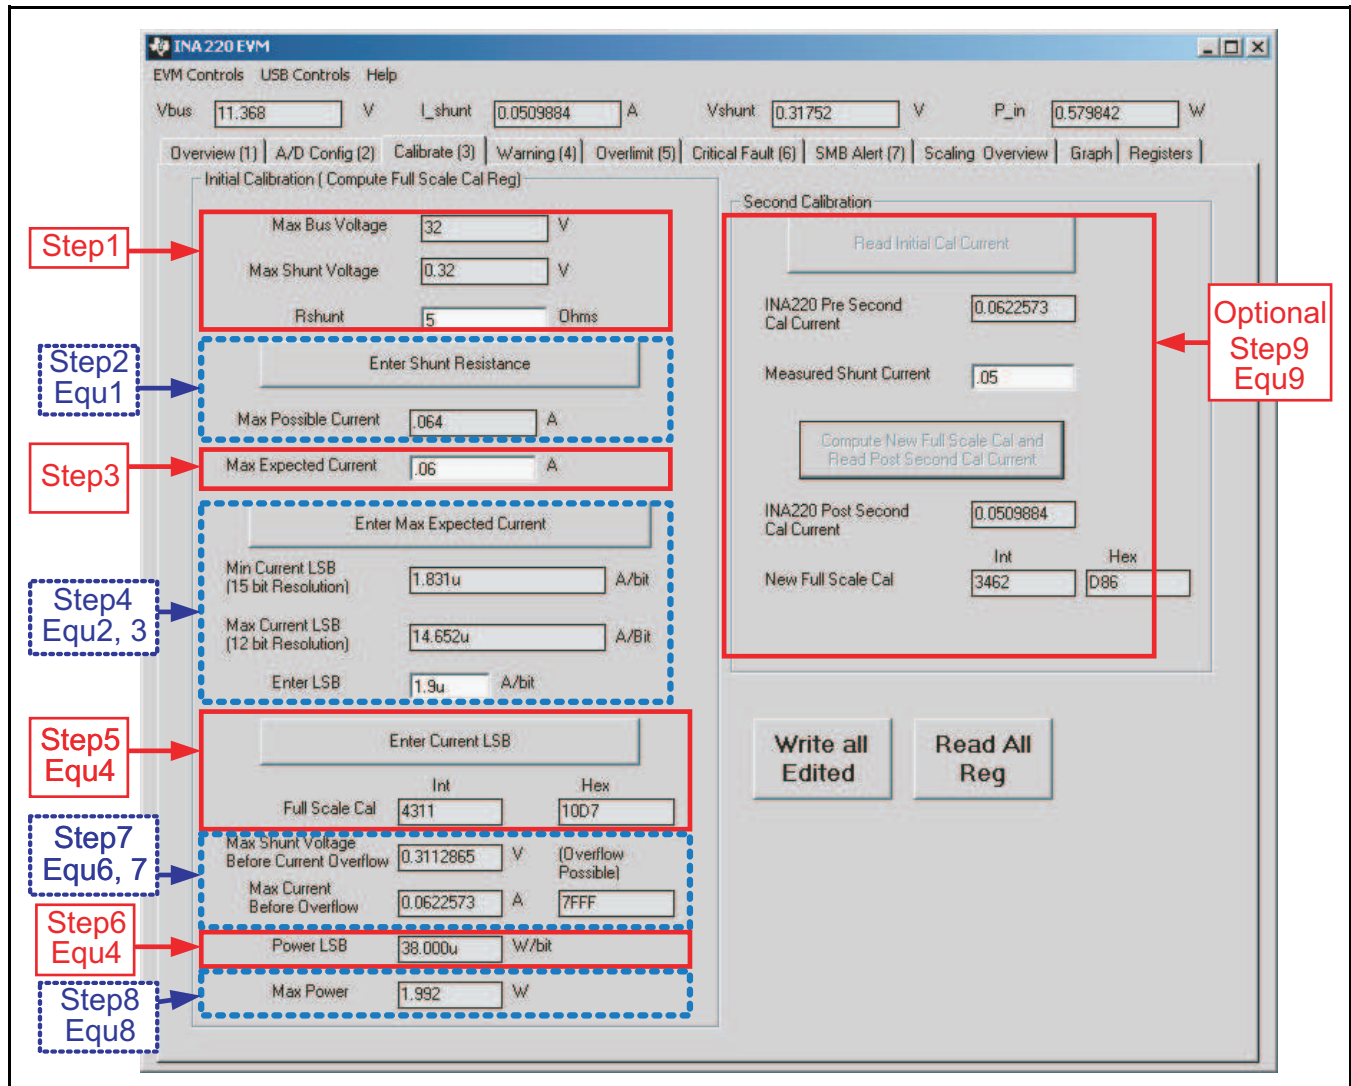 INA220 EVM
EVM Controls USB Controls Help
Vbus 11.368 V I_shunt 0.0509884 A Vshunt 0.31752 V P_in 0.579842 W
Overview (1) A/D Config (2) Calibrate (3) Warning (4) Overlimit (5) Critical Fault (6) SMB Alert (7) Scaling Overview Graph Registers
Initial Calibration ( Compute Full Scale Cal Reg)
Step1
Max Bus Voltage 32 V
Max Shunt Voltage 0.32 V
Rshunt 5 Ohms
Step2
Equ1
Enter Shunt Resistance
Max Possible Current .064 A
Step3
Max Expected Current .06 A
Enter Max Expected Current
Step4
Equ2, 3
Min Current LSB
(15 bit Resolution) 1.831u A/bit
Max Current LSB
(12 bit Resolution) 14.652u A/Bit
Enter LSB 1.9u A/bit
Step5
Equ4
Enter Current LSB
Int Hex
Full Scale Cal 4311 10D7
Step7
Equ6, 7
Max Shunt Voltage
Before Current Overflow 0.3112865 V (Overflow
Possible)
Max Current
Before Overflow 0.0622573 A 7FFF
Step6
Equ4
Power LSB 38.000u W/bit
Step8
Equ8
Max Power 1.992 W
Second Calibration
Read Initial Cal Current
INA220 Pre Second
Cal Current 0.0622573
Measured Shunt Current .05
Compute New Full Scale Cal and
Read Post Second Cal Current
INA220 Post Second
Cal Current 0.0509884
Int Hex
New Full Scale Cal 3462 D86
Optional
Step9
Equ9
Write all
Edited
Read All
Reg